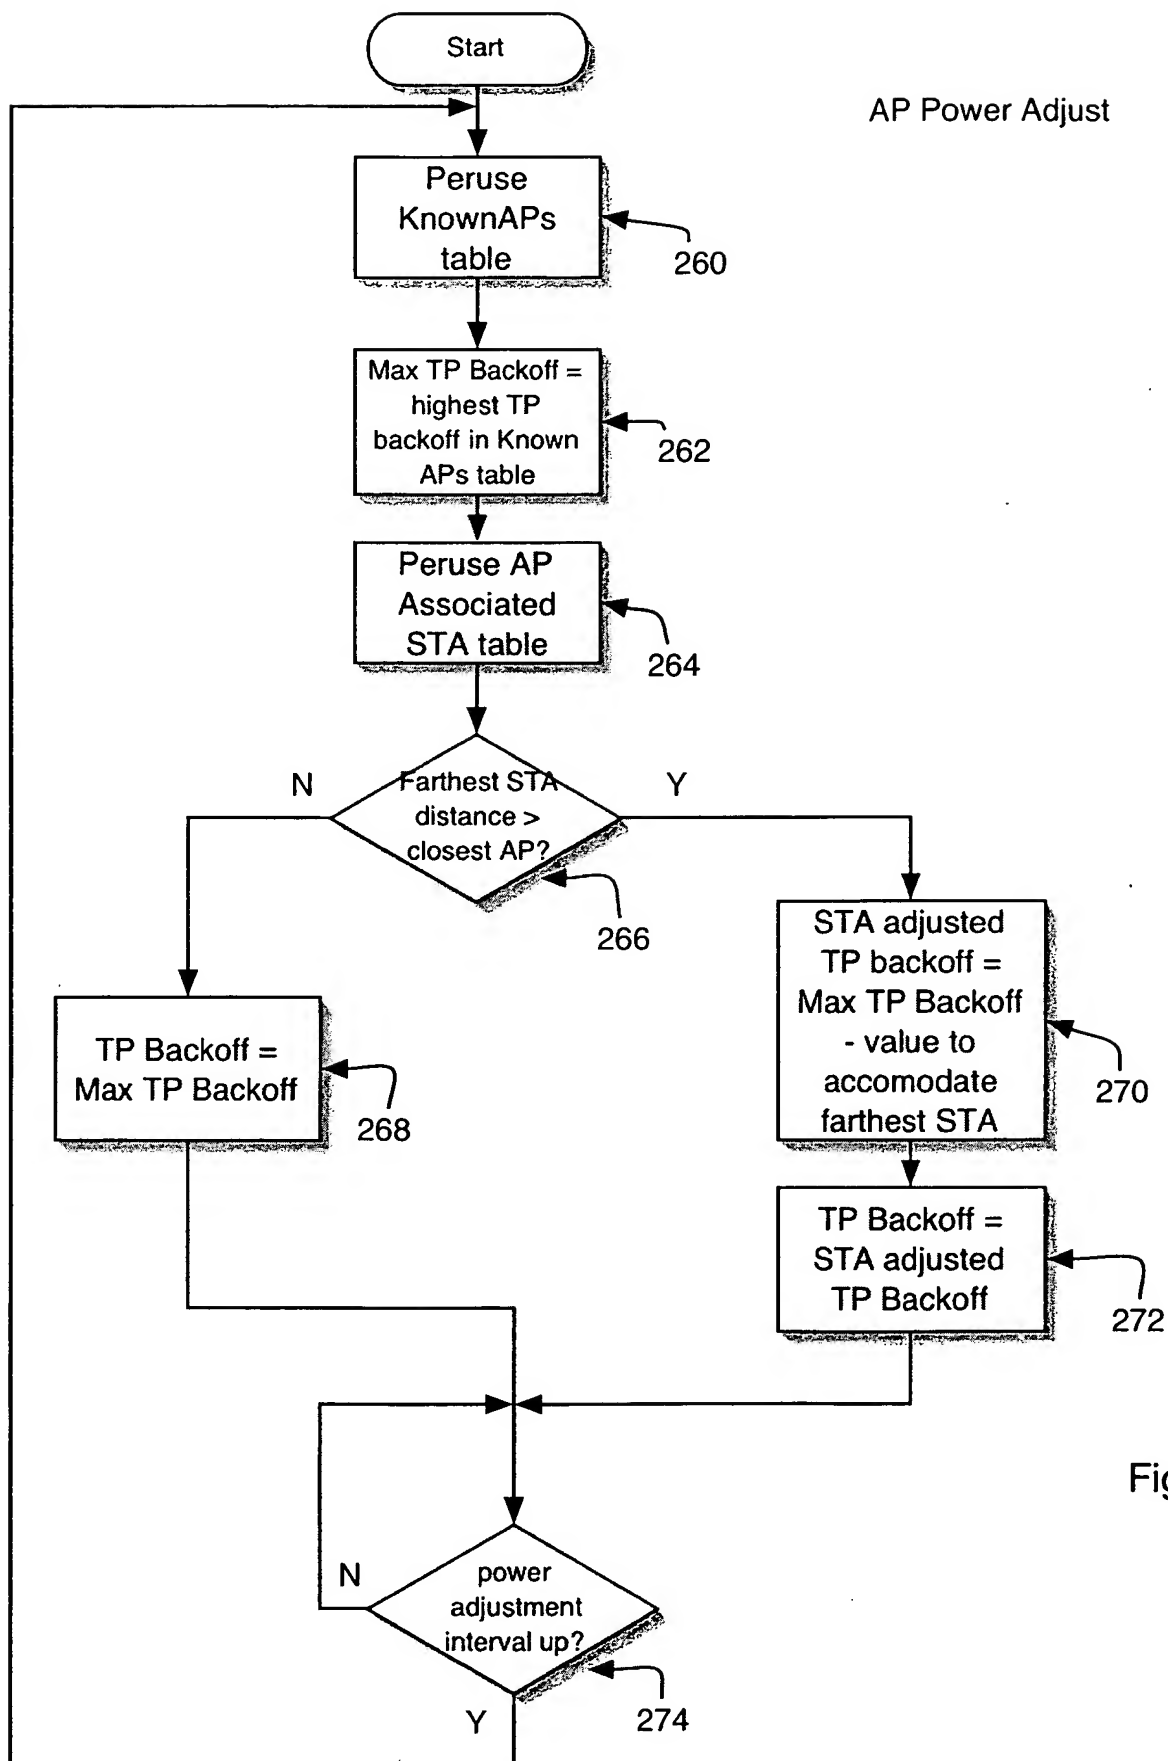 Start
AP Power Adjust
Peruse
KnownAPs
table
260
Max TP Backoff =
highest TP
backoff in Known
APs table
262
Peruse AP
Associated
STA table
264
N
Farthest STA
distance >
closest AP?
Y
266
STA adjusted
TP backoff =
Max TP Backoff
- value to
accomodate
farthest STA
270
TP Backoff =
Max TP Backoff
268
TP Backoff =
STA adjusted
TP Backoff
272
N
power
adjustment
interval up?
274
Y